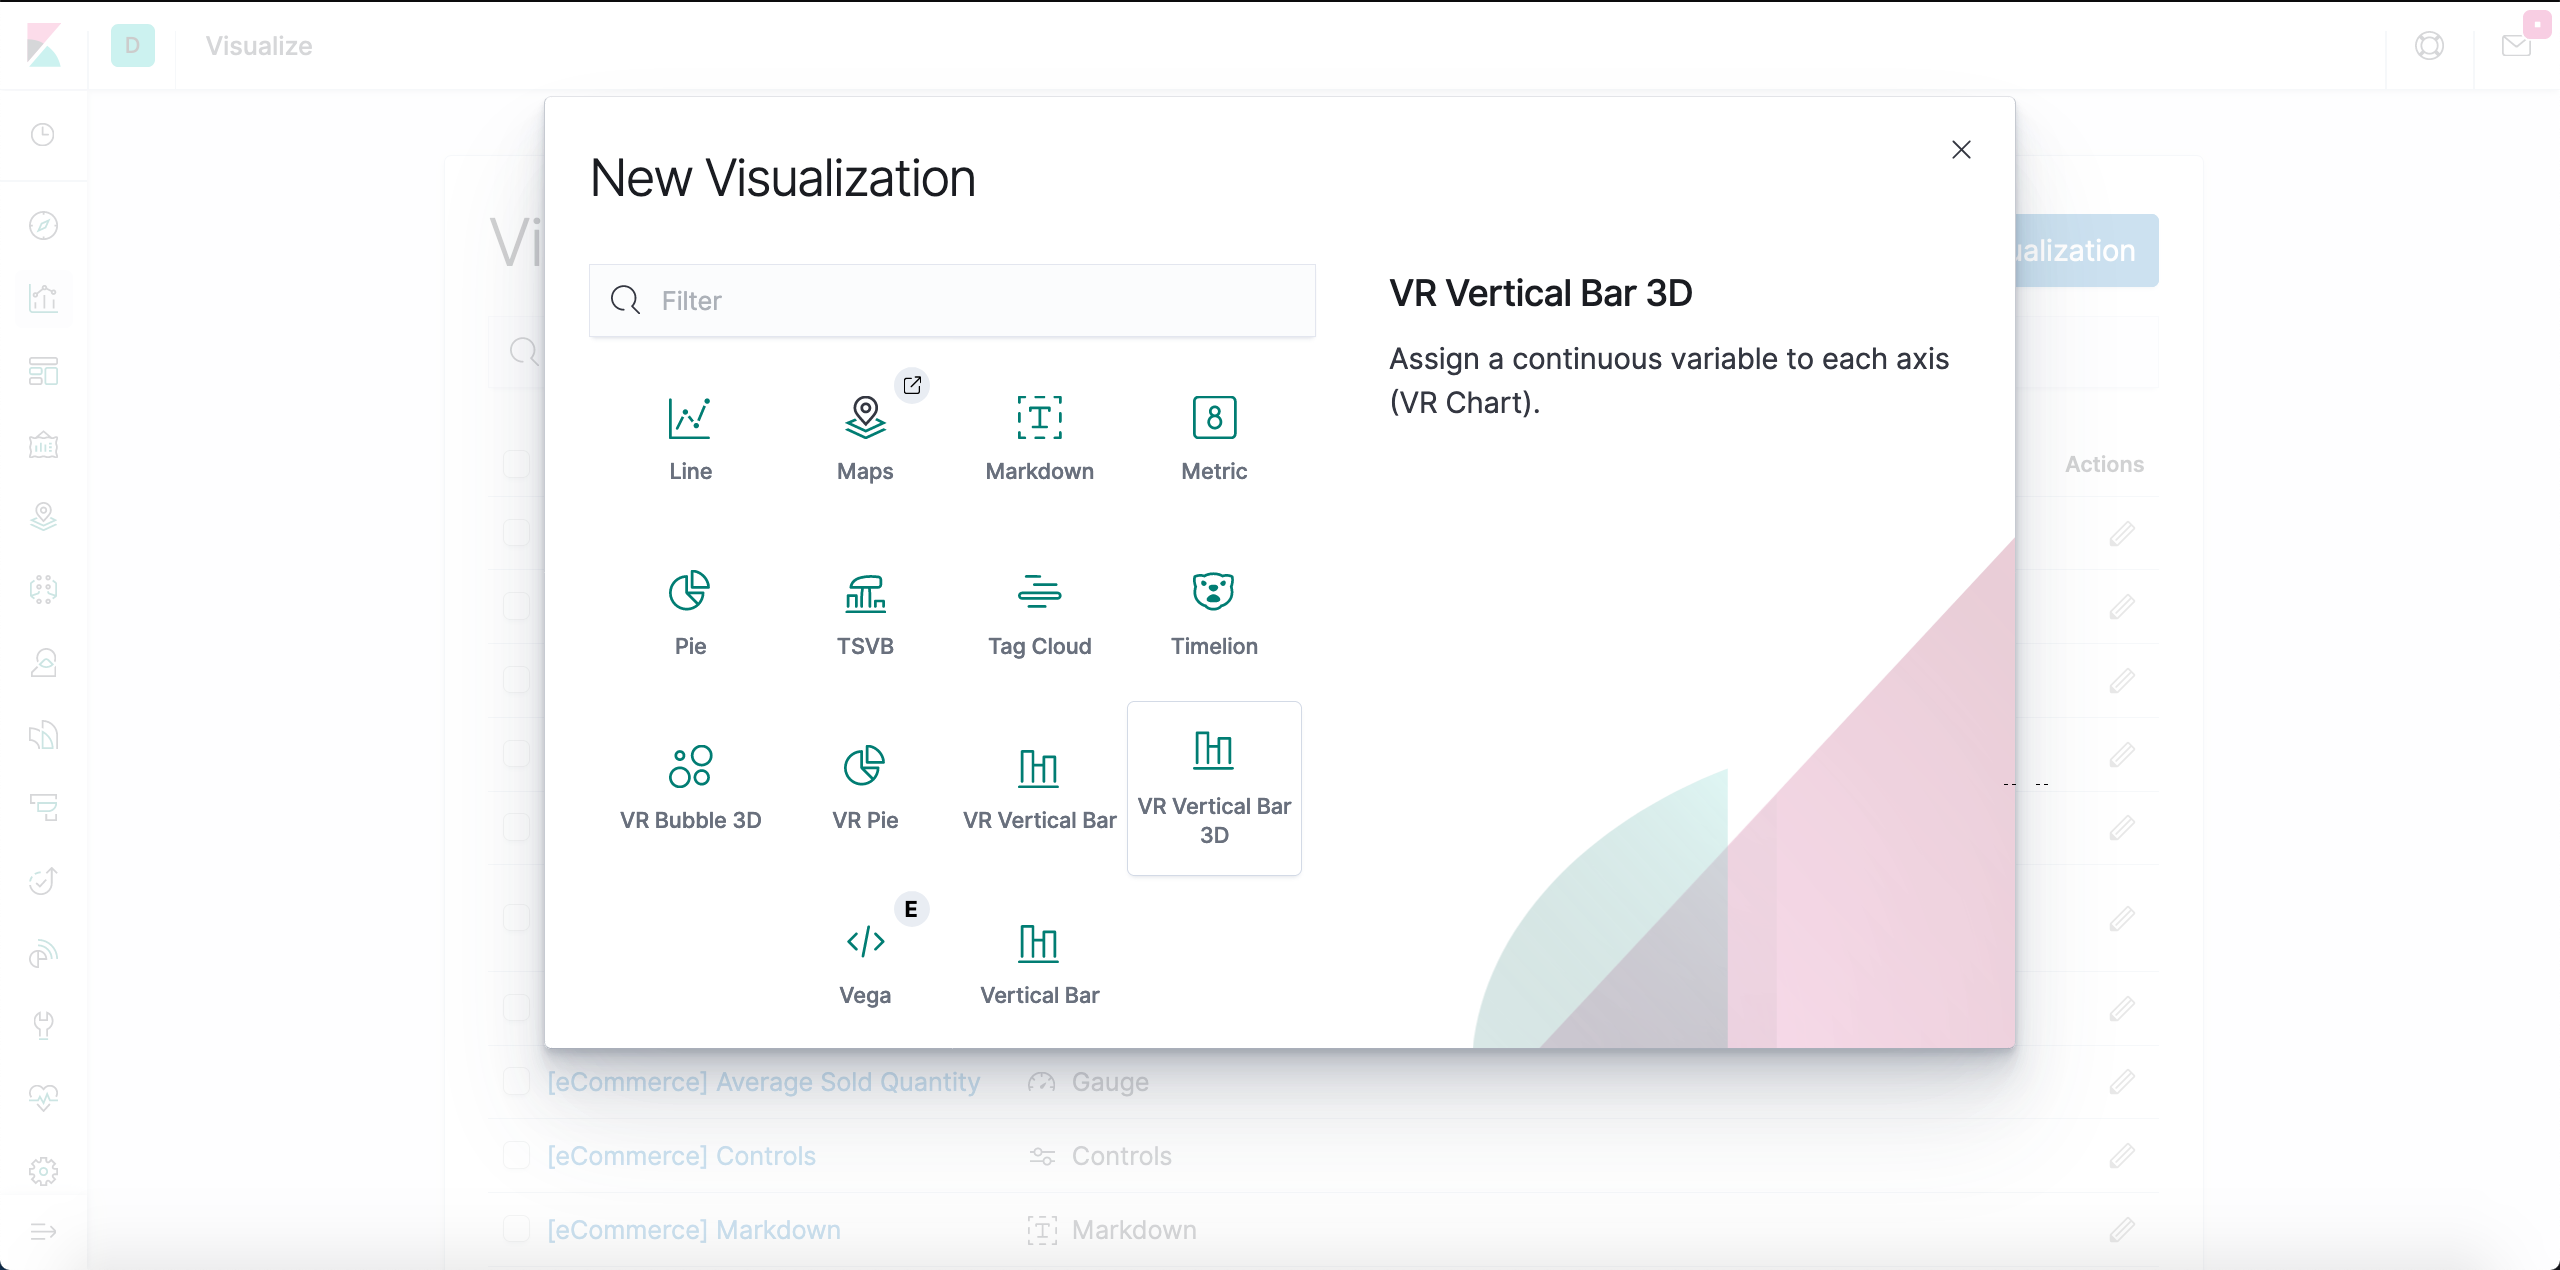 D
Visualize
New Visualization
Vi
ualization
Filter
VR Vertical Bar 3D
Assign a continuous variable to each axis
(VR Chart).
Line
Maps
Markdown
Metric
8
Actions
Pie
TSVB
Tag Cloud
Timelion
VR Bubble 3D
VR Pie
VR Vertical Bar
VR Vertical Bar
3D
E
Vega
Vertical Bar
[eCommerce] Average Sold Quantity
Gauge
[eCommerce] Controls
Controls
[eCommerce] Markdown
Markdown